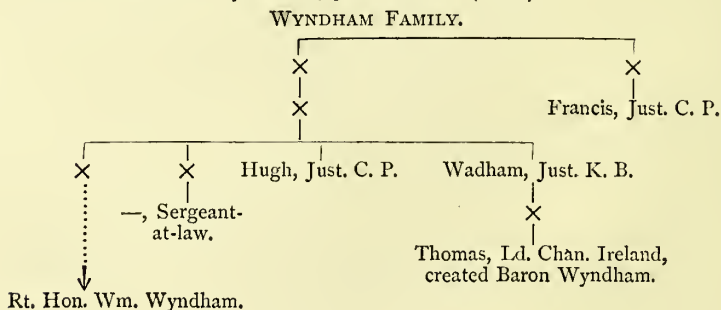 WYNDHAM FAMILY.
× ×
× Francis, Just. C. P.
× × Hugh, Just. C. P. Wadham, Just. K. B.
—, Sergeant-
at-law.
×
Thomas, Ld. Chan. Ireland,
created Baron Wyndham.
Rt. Hon. Wm. Wyndham.